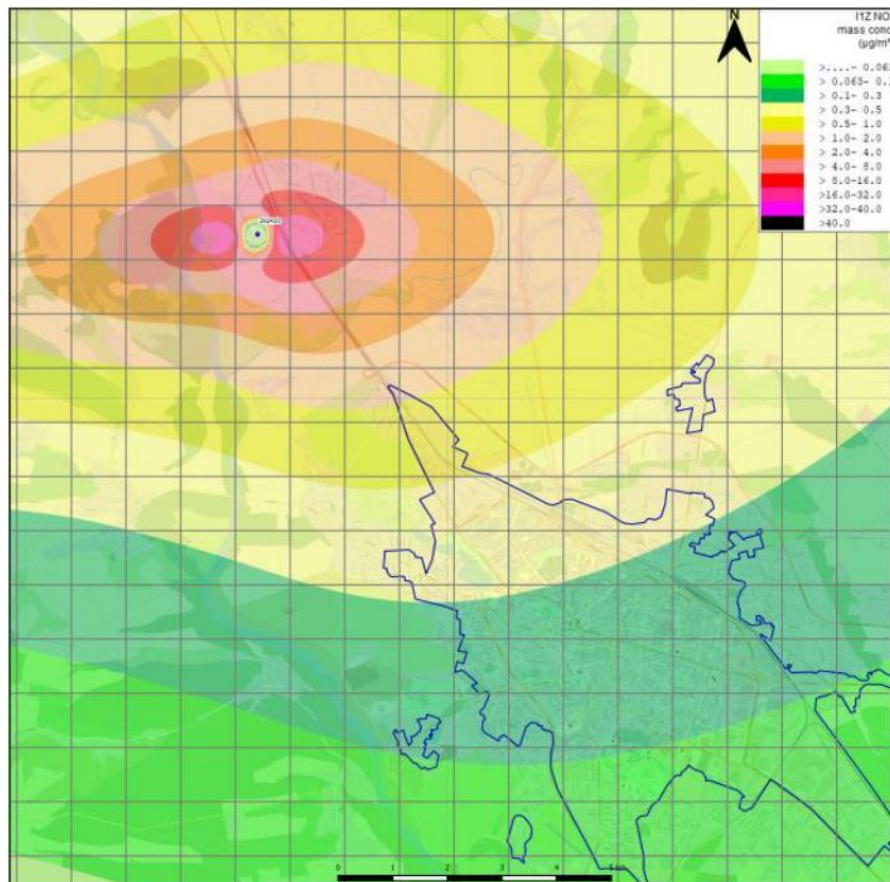 N
I1Z NO
mass conc
(µg/m³
>....- 0.06
> 0.063- 0.1
> 0.1- 0.3
> 0.3- 0.5
> 0.5- 1.0
> 1.0- 2.0
> 2.0- 4.0
> 4.0- 8.0
> 8.0-16.0
>16.0-32.0
>32.0-40.0
>40.0
0 1 2 3 4 5